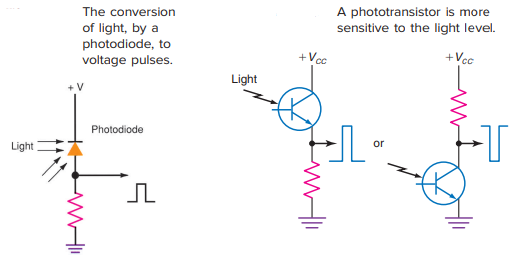 The conversion
of light, by a
photodiode, to
voltage pulses.
+ V
Photodiode
Light
A phototransistor is more
sensitive to the light level.
+Vcc
Light
or
+Vcc